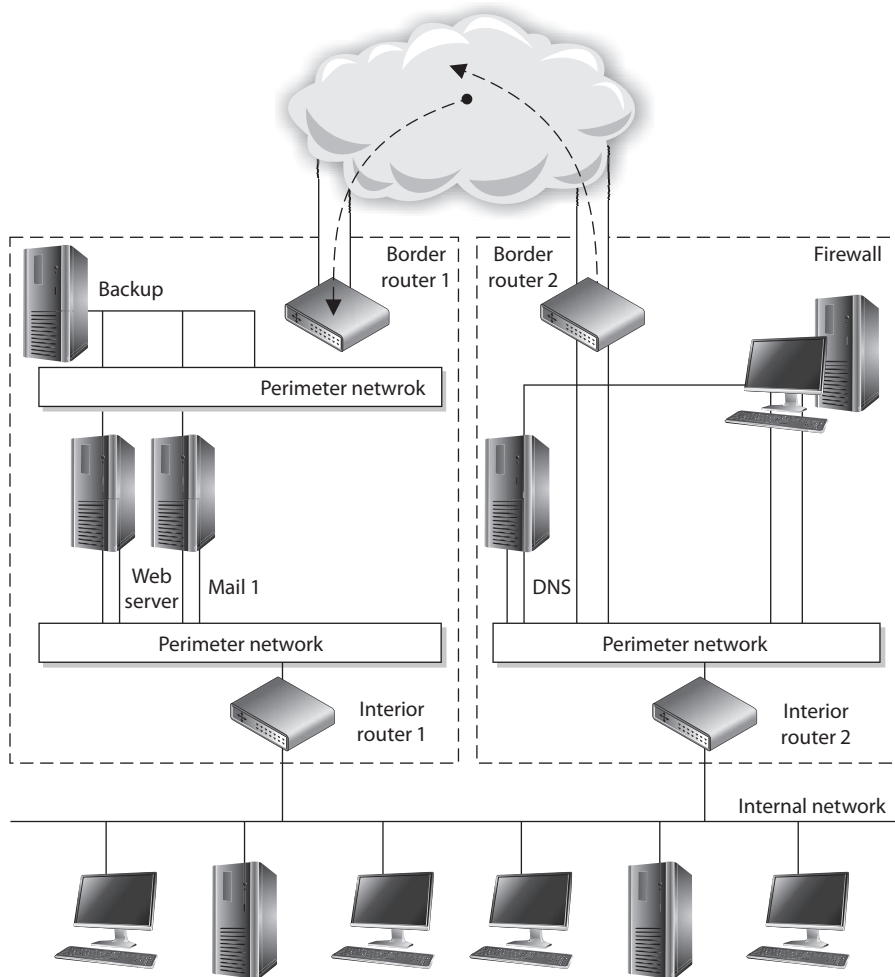 Border
router 1
Border
router 2
Firewall
Backup
Perimeter netwrok
Web
server
Mail 1
DNS
Perimeter network
Perimeter network
Interior
router 1
Interior
router 2
Internal network